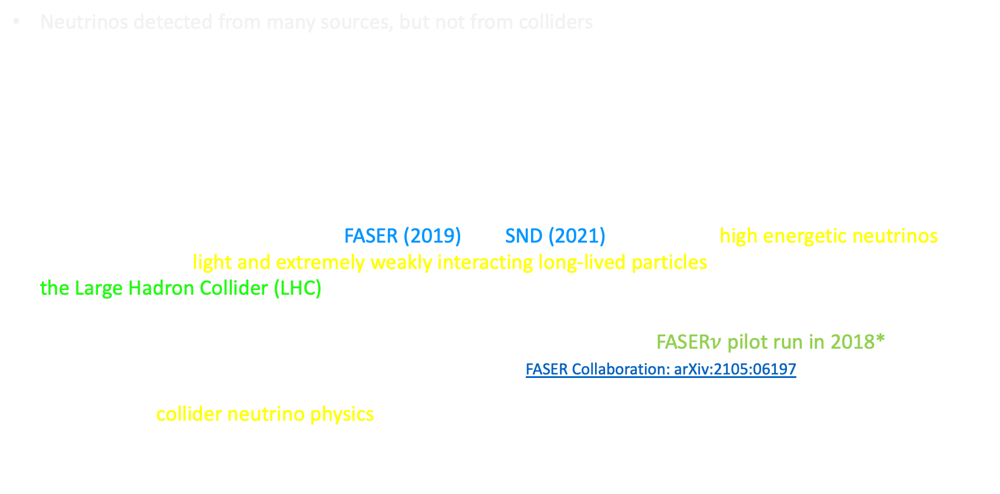 • Neutrinos detected from many sources, but not from colliders
FASER (2019) SND (2021) high energetic neutrinos
light and extremely weakly interacting long-lived particles
the Large Hadron Collider (LHC)
FASERν pilot run in 2018*
FASER Collaboration: arXiv:2105:06197
collider neutrino physics